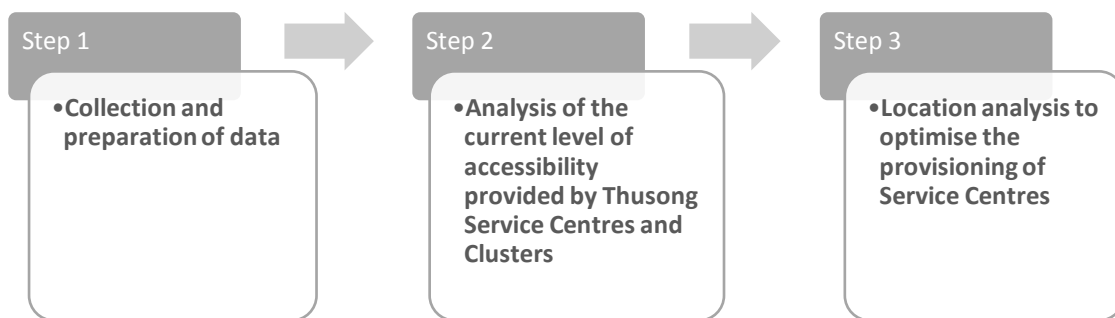 Step 1
•Collection and
preparation of data
Step 2
•Analysis of the
current level of
accessibility
provided by Thusong
Service Centres and
Clusters
Step 3
•Location analysis to
optimise the
provisioning of
Service Centres